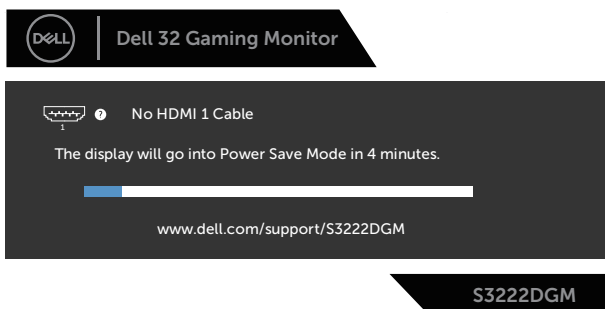 DELL
Dell 32 Gaming Monitor
? No HDMI 1 Cable
1
The display will go into Power Save Mode in 4 minutes.
www.dell.com/support/S3222DGM
S3222DGM